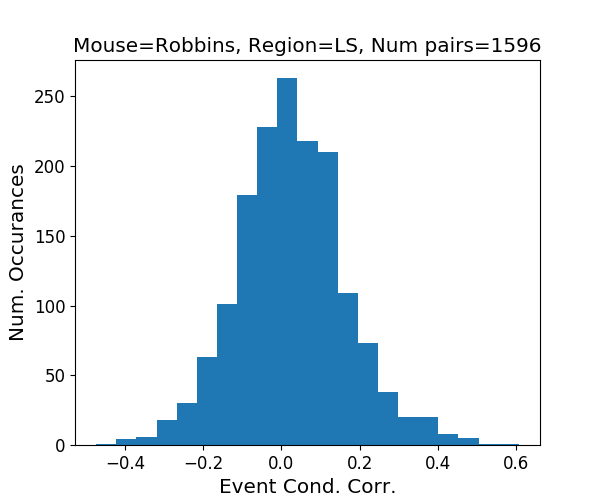 Mouse=Robbins, Region=LS, Num pairs=1596
Num. Occurances
250
200
150
100
50
0
−0.4 −0.2 0.0 0.2 0.4 0.6
Event Cond. Corr.